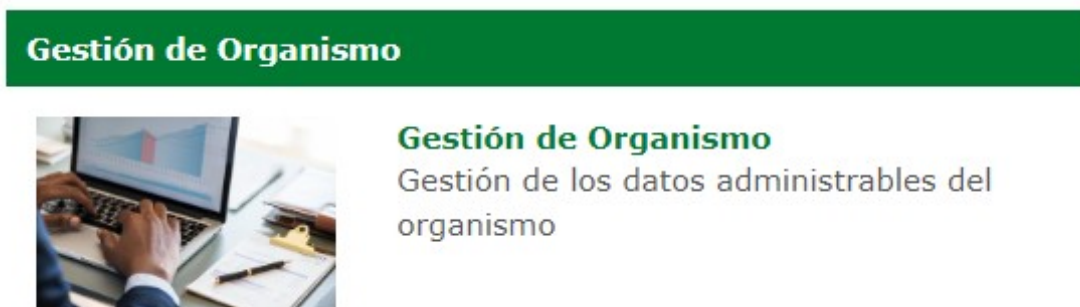 Gestión de Organismo
Gestión de Organismo
Gestión de los datos administrables del
organismo